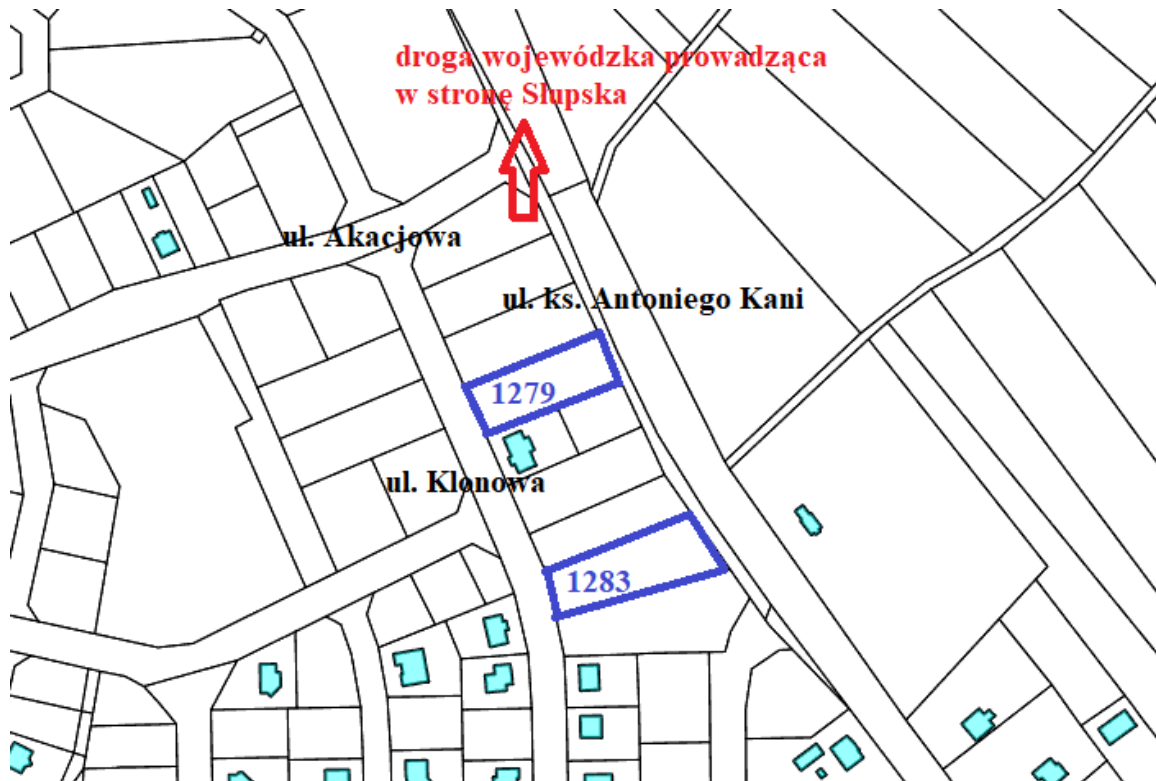 droga wojewódzka prowadząca
w stronę Słupska
ul. Akacjowa
ul. ks. Antoniego Kani
1279
ul. Klonowa
1283